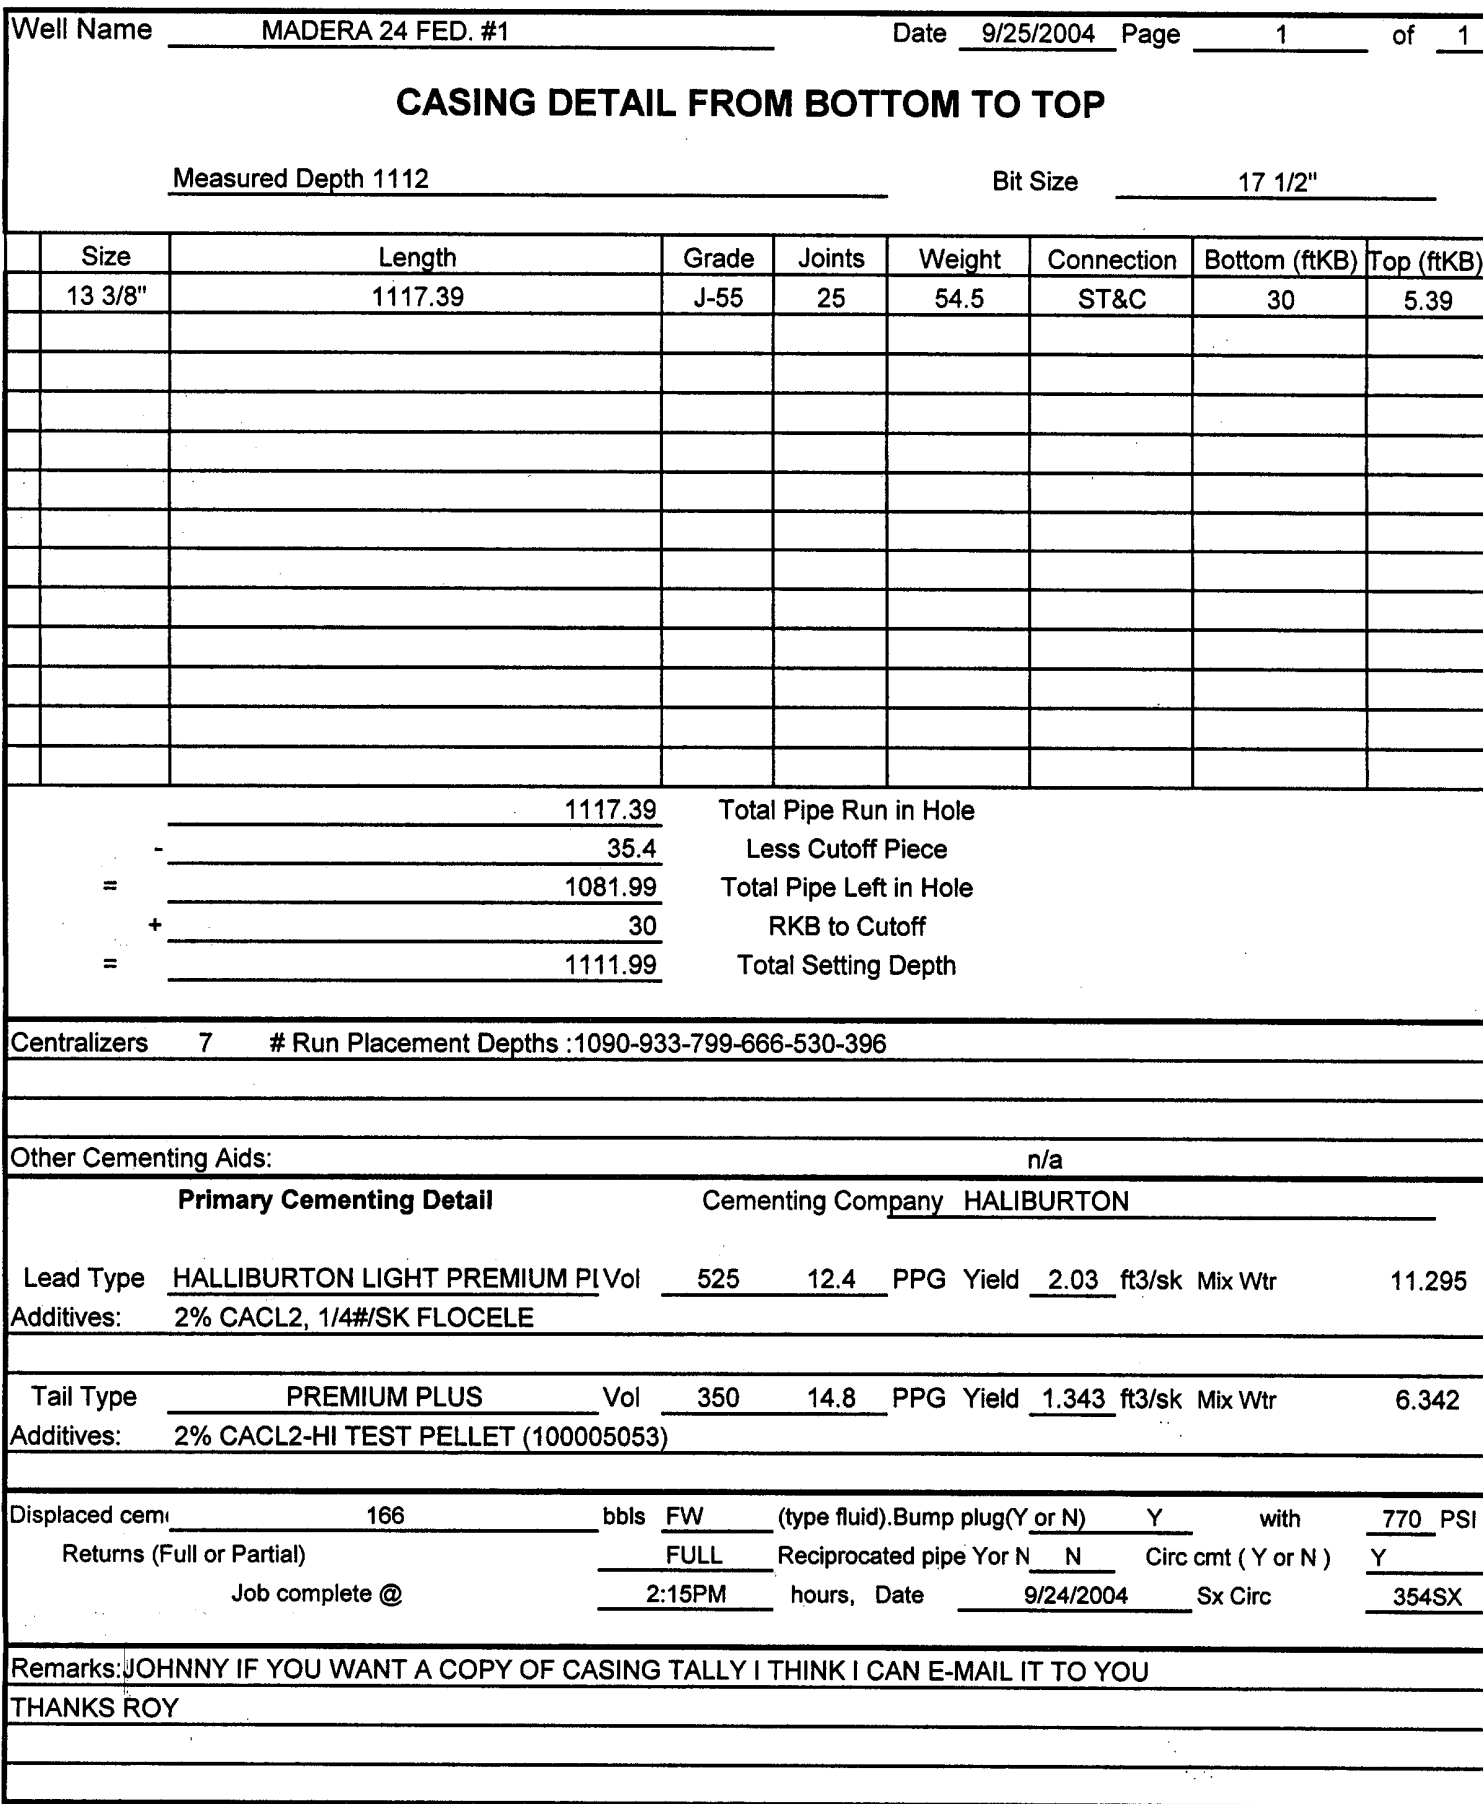 Well Name MADERA 24 FED. #1 Date 9/25/2004 Page 1 of 1
CASING DETAIL FROM BOTTOM TO TOP
Measured Depth 1112 Bit Size 17 1/2"
Size Length Grade Joints Weight Connection Bottom (ftKB) Top (ftKB)
13 3/8" 1117.39 J-55 25 54.5 ST&C 30 5.39
1117.39 Total Pipe Run in Hole
- 35.4 Less Cutoff Piece
= 1081.99 Total Pipe Left in Hole
+ 30 RKB to Cutoff
= 1111.99 Total Setting Depth
Centralizers 7 # Run Placement Depths :1090-933-799-666-530-396
Other Cementing Aids: n/a
Primary Cementing Detail Cementing Company HALIBURTON
Lead Type HALLIBURTON LIGHT PREMIUM PL Vol 525 12.4 PPG Yield 2.03 ft3/sk Mix Wtr 11.295
Additives: 2% CACL2, 1/4#/SK FLOCELE
Tail Type PREMIUM PLUS Vol 350 14.8 PPG Yield 1.343 ft3/sk Mix Wtr 6.342
Additives: 2% CACL2-HI TEST PELLET (100005053)
Displaced ceme 166 bbls FW (type fluid).Bump plug(Y or N) Y with 770 PSI
Returns (Full or Partial) FULL Reciprocated pipe Yor N N Circ cmt ( Y or N ) Y
Job complete @ 2:15PM hours, Date 9/24/2004 Sx Circ 354SX
Remarks: JOHNNY IF YOU WANT A COPY OF CASING TALLY I THINK I CAN E-MAIL IT TO YOU
THANKS ROY